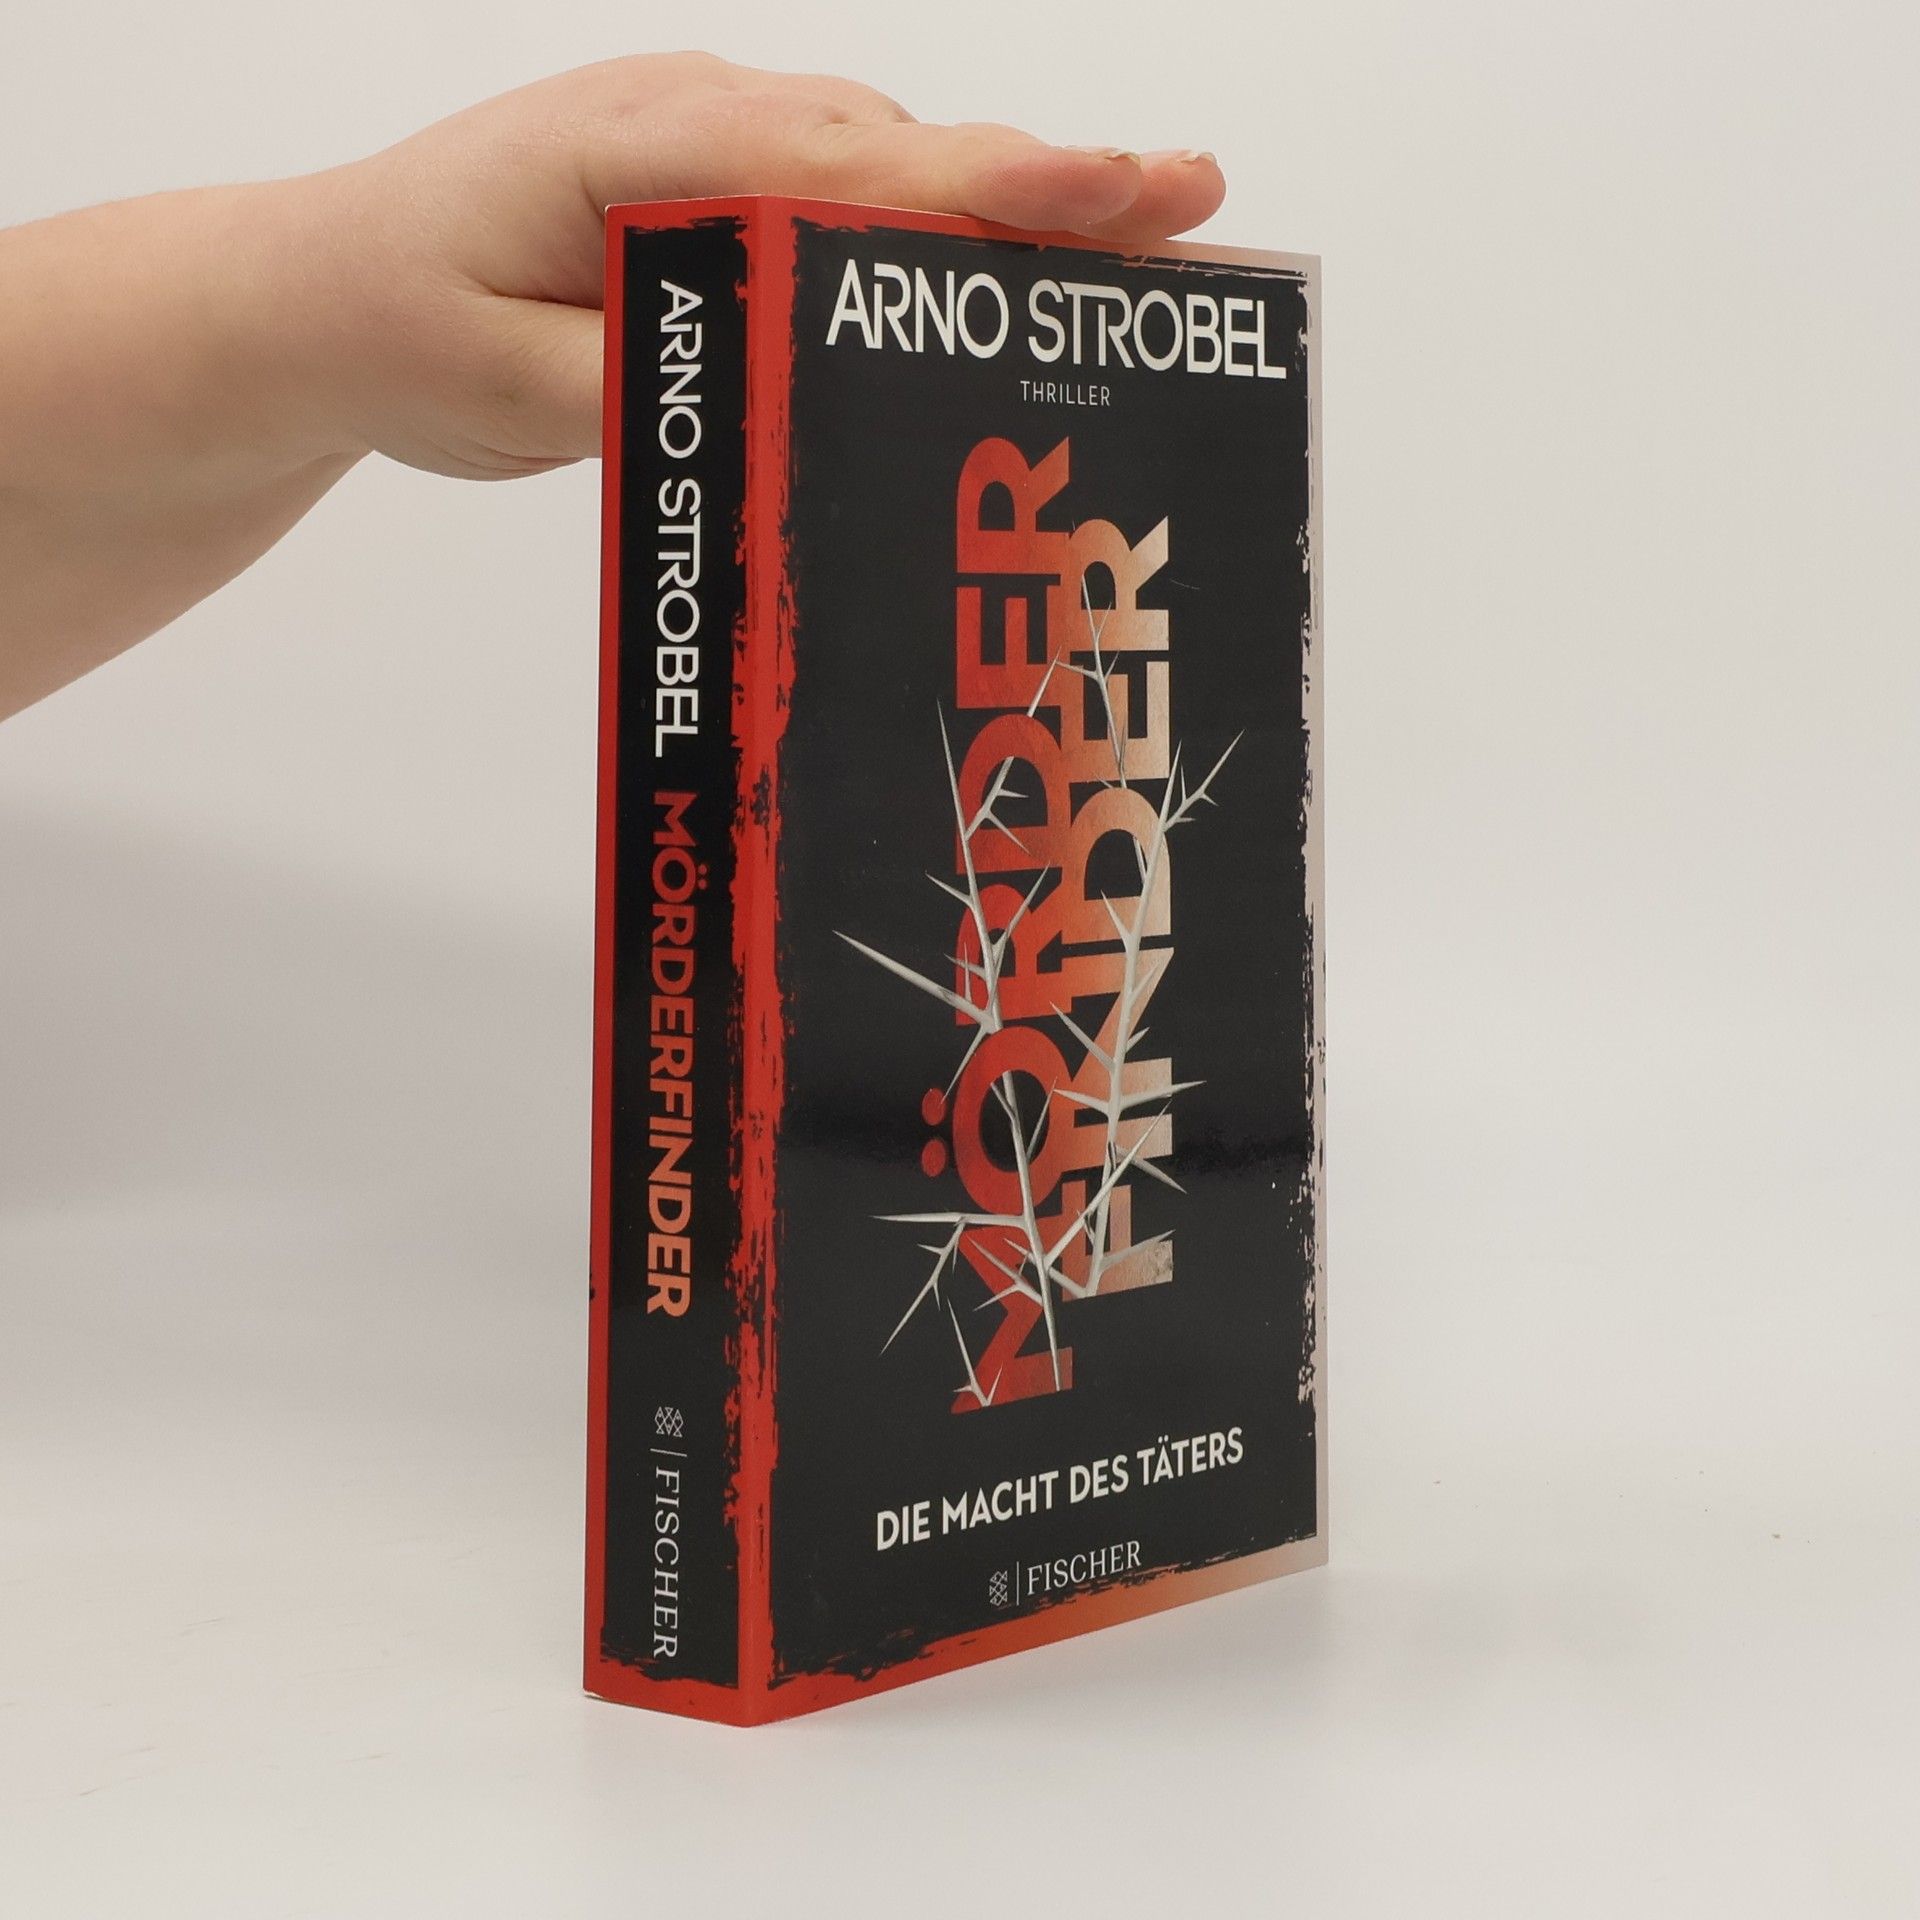 ARNO STROBEL MÖRDERFINDER
FISCHER
ARNO STROBEL
THRILLER
MÖRDER
FINDER
DIE MACHT DES TÄTERS
FISCHER